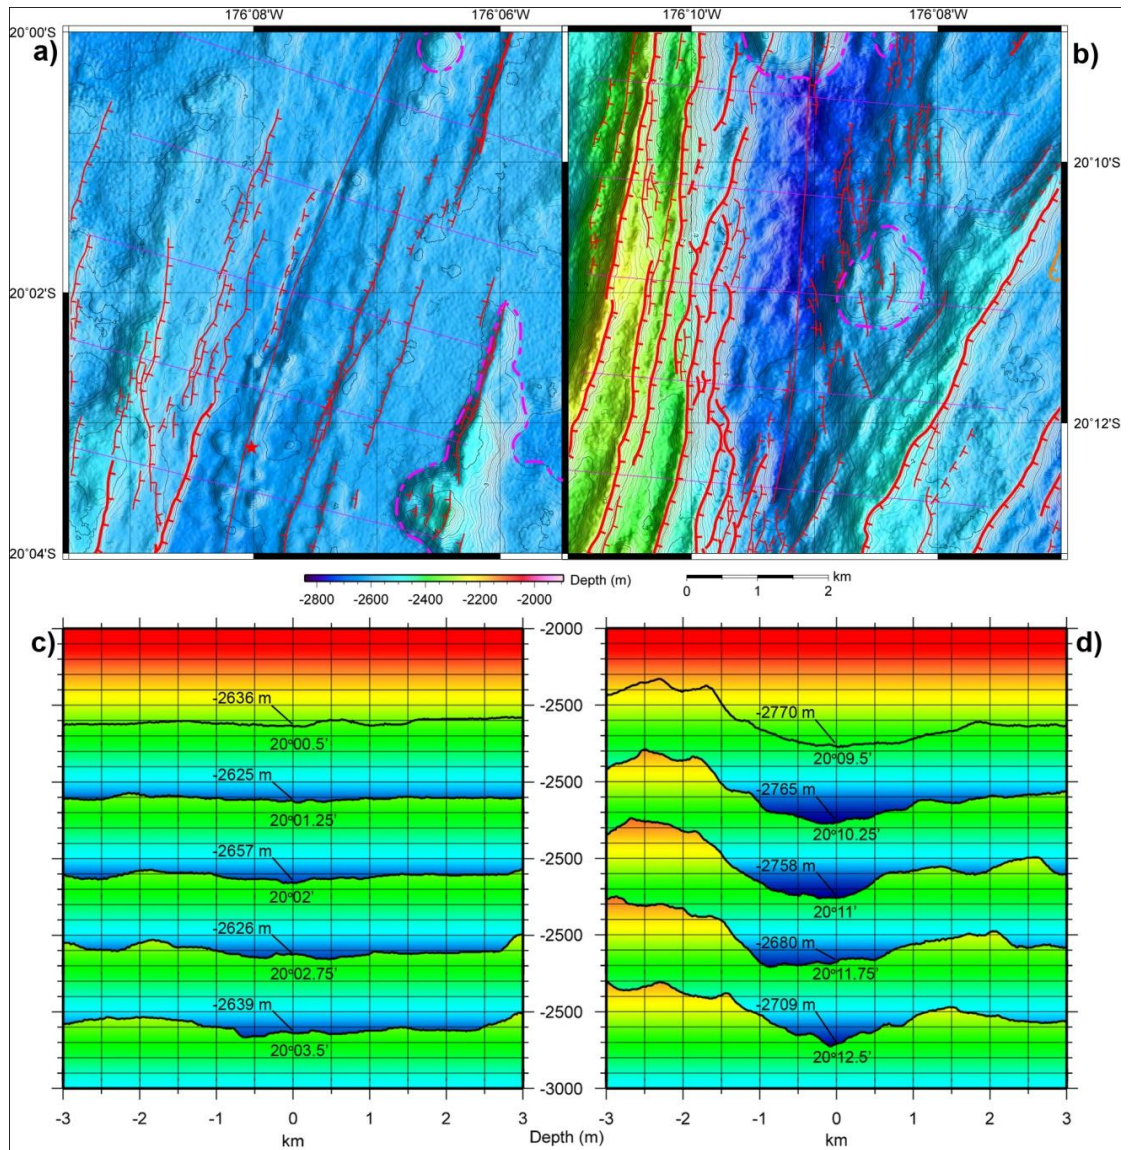 176°08'W 176°06'W 176°10'W 176°08'W
20°00'S
a)
b)
20°10'S
20°02'S
20°12'S
20°04'S
Depth (m)
-2800 -2600 -2400 -2200 -2000
km
0 1 2
c)
-2000
d)
-2636 m
20°00.5'
-2500
-2770 m
20°09.5'
-2625 m
20°01.25'
-2500
-2765 m
20°10.25'
-2657 m
20°02'
-2500
-2758 m
20°11'
-2626 m
20°02.75'
-2500
-2680 m
20°11.75'
-2639 m
20°03.5'
-2500
-2709 m
20°12.5'
-3000
-3 -2 -1 0 1 2 3
-3 -2 -1 0 1 2 3
km Depth (m) km